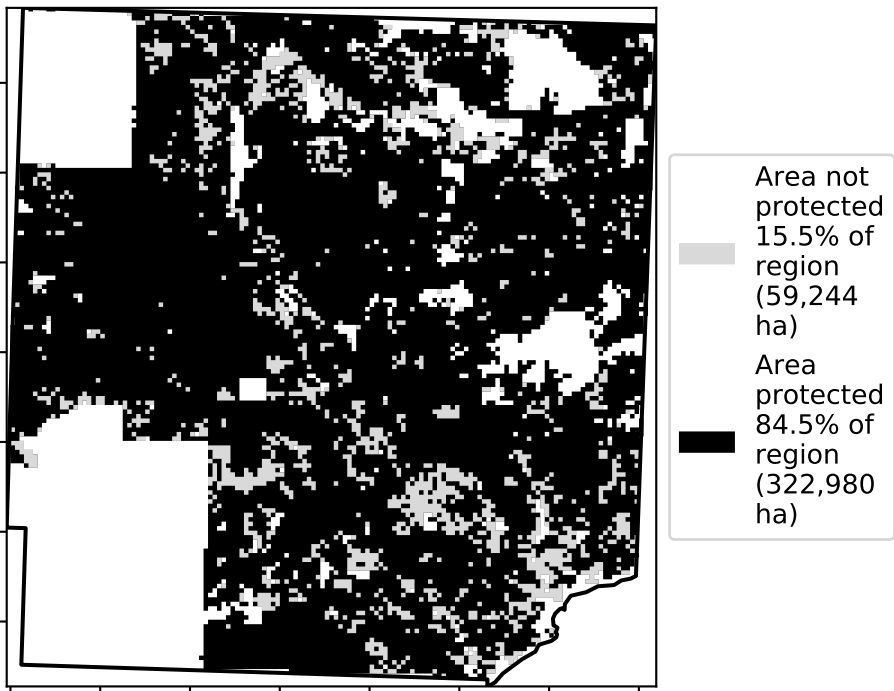 Area not
protected
15.5% of
region
(59,244
ha)
Area
protected
84.5% of
region
(322,980
ha)